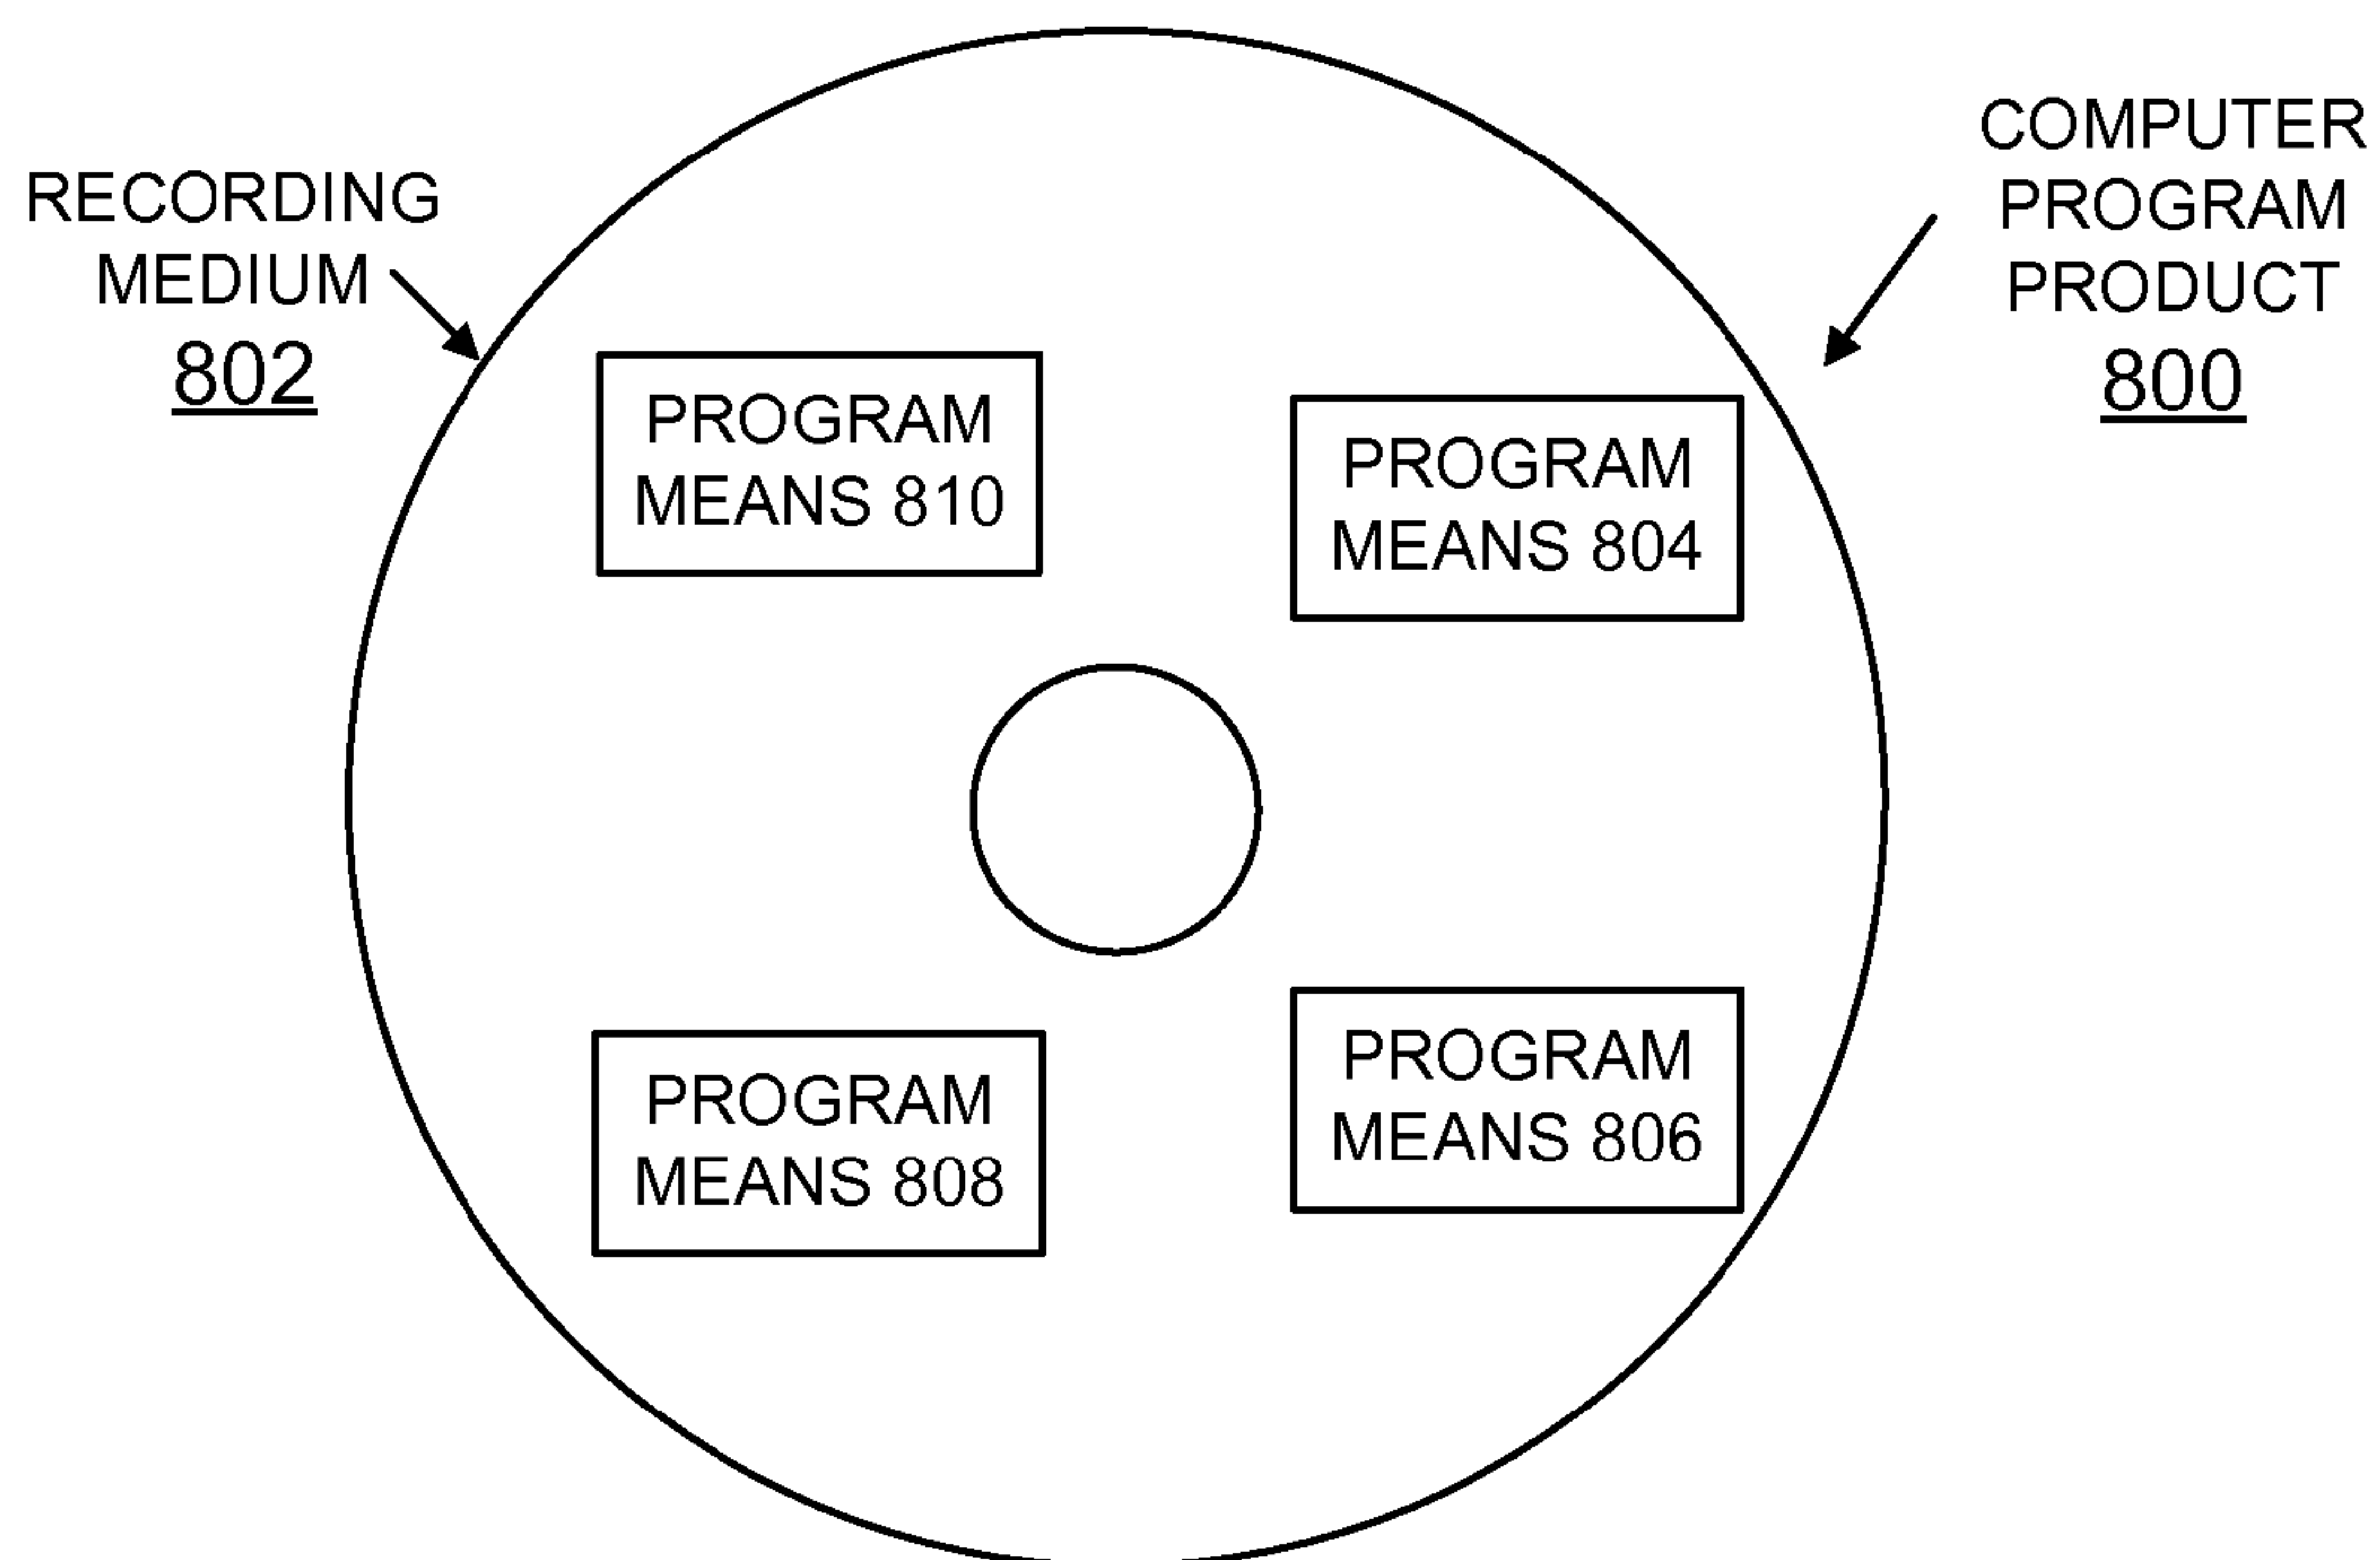 RECORDING
MEDIUM
802
COMPUTER
PROGRAM
PRODUCT
800
PROGRAM
MEANS 810
PROGRAM
MEANS 804
PROGRAM
MEANS 808
PROGRAM
MEANS 806